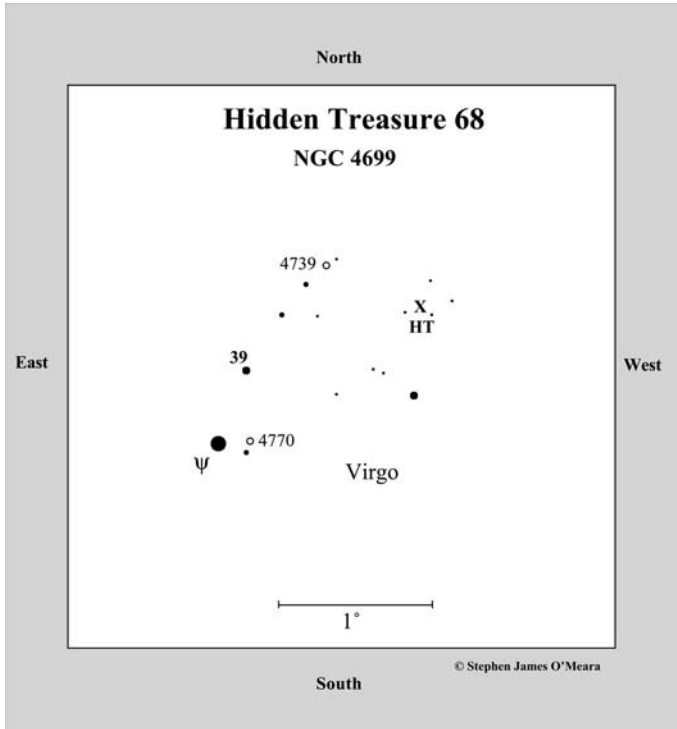 North
Hidden Treasure 68
NGC 4699
4739
X
HT
39
East
West
4770
ψ
Virgo
1°
© Stephen James O’Meara
South